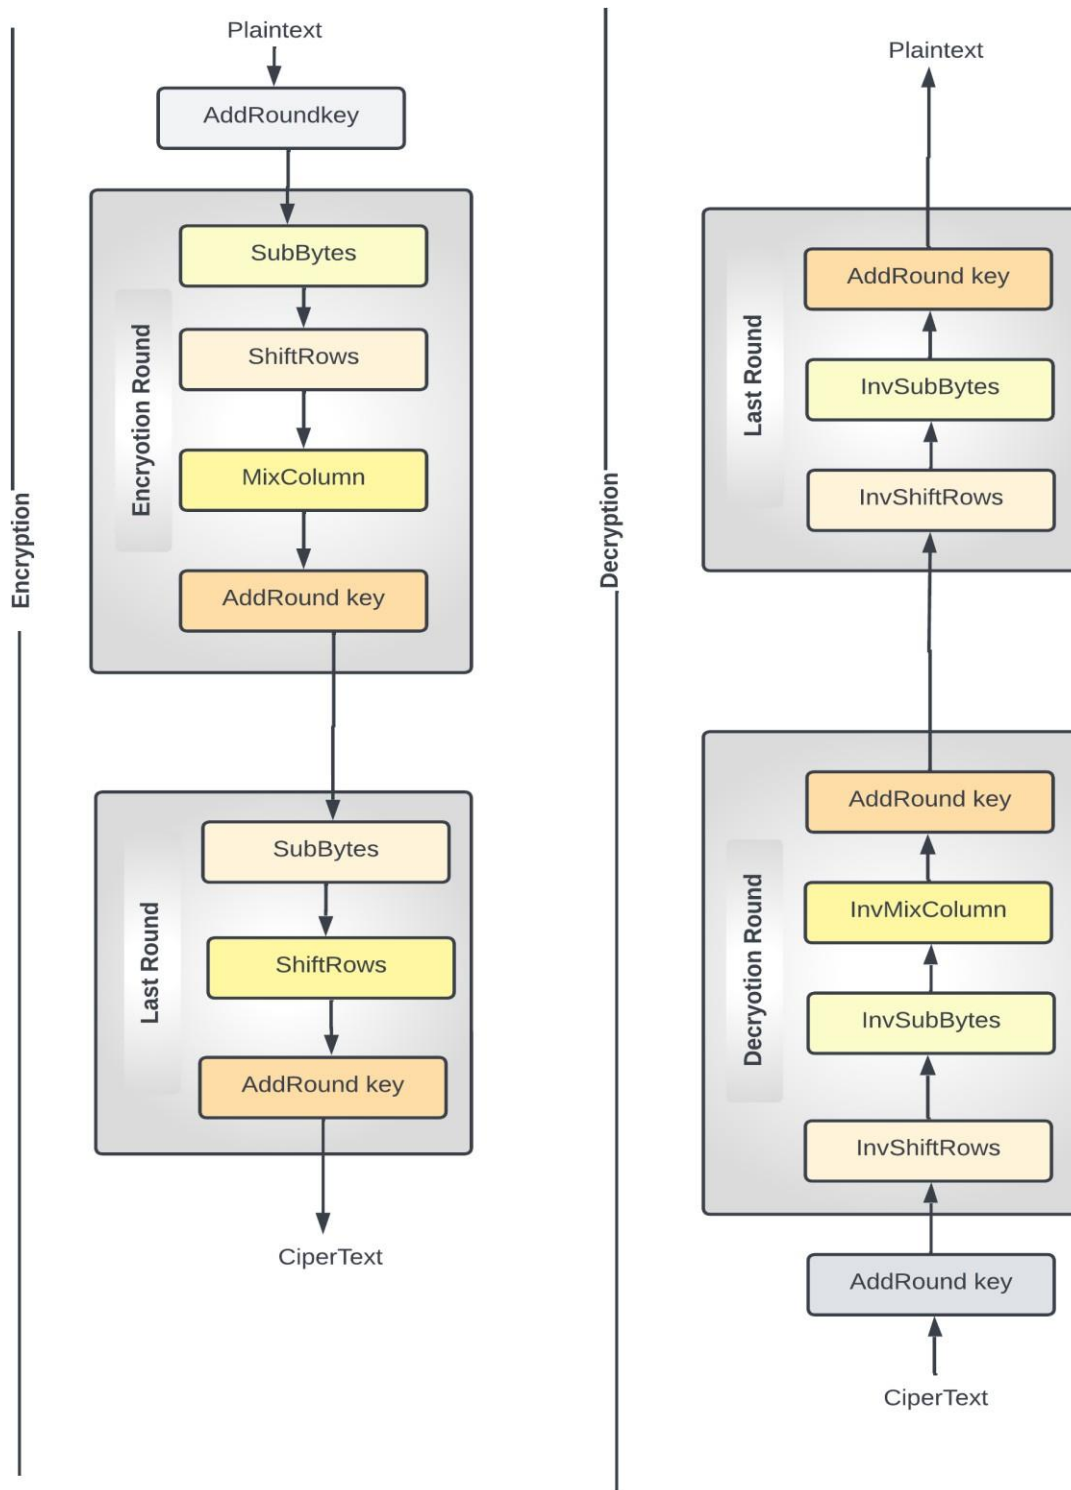 Encryption
Plaintext
AddRoundkey
Encryotion Round
SubBytes
ShiftRows
MixColumn
AddRound key
Last Round
SubBytes
ShiftRows
AddRound key
CiperText
Decryption
Plaintext
Last Round
AddRound key
InvSubBytes
InvShiftRows
Decryotion Round
AddRound key
InvMixColumn
InvSubBytes
InvShiftRows
AddRound key
CiperText